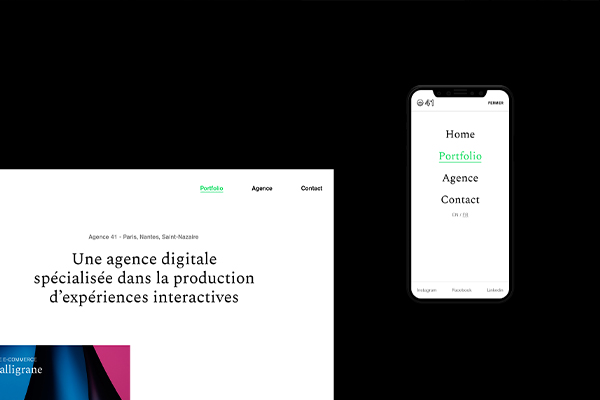 Portfolio Agence Contact
Agence 41 - Paris, Nantes, Saint-Nazaire
Une agence digitale
spécialisée dans la production
d’expériences interactives
E-COMMERCE
alligrane
41 FERMER
Home
Portfolio
Agence
Contact
EN / FR
Instagram Facebook Linkedin